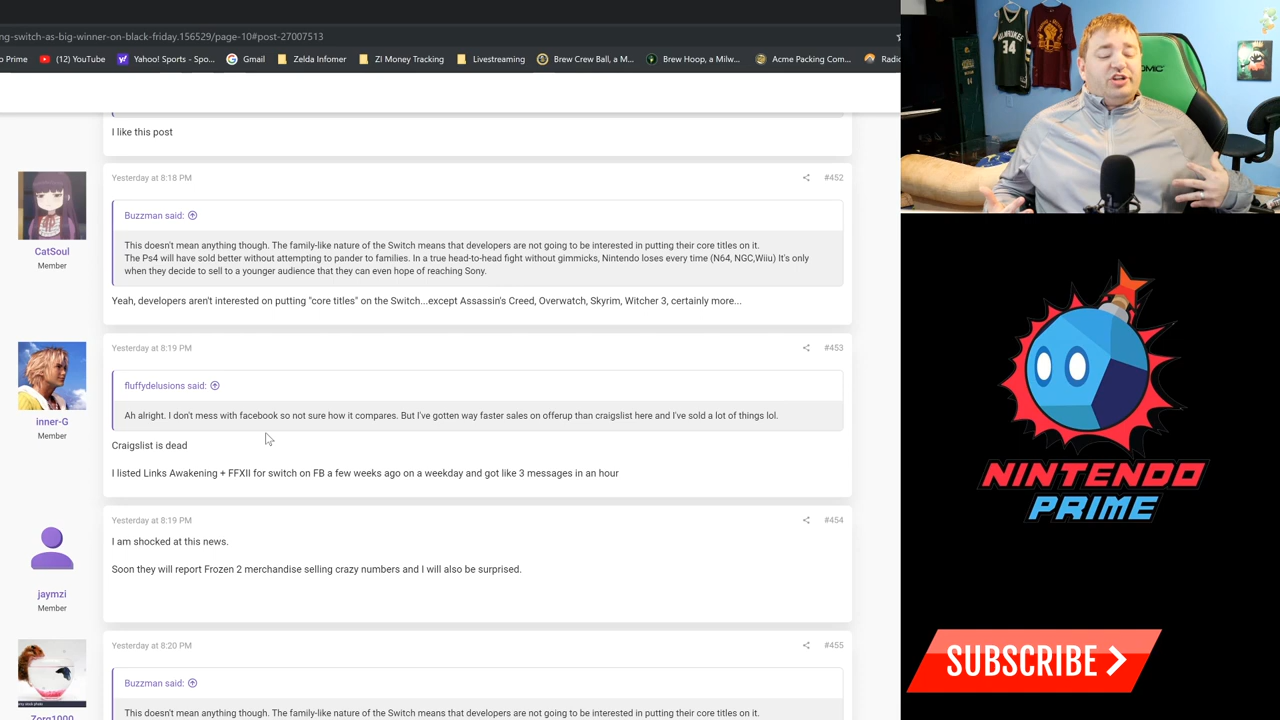 ng-switch-as-big-winner-on-black-friday.156529/page-10#post-27007513
o Prime
(12) YouTube
Yahoo! Sports - Spo...
Gmail
Zelda Infomer
ZI Money Tracking
Livestreaming
Brew Crew Ball, a M...
Brew Hoop, a Milw...
Acme Packing Com...
Radi
I like this post
Yesterday at 8:18 PM
#452
CatSoul
Member
Buzzman said:
This doesn't mean anything though. The family-like nature of the Switch means that developers are not going to be interested in putting their core titles on it.
The Ps4 will have sold better without attempting to pander to families. In a true head-to-head fight without gimmicks, Nintendo loses every time (N64, NGC,Wiiu) It's only
when they decide to sell to a younger audience that they can even hope of reaching Sony.
Yeah, developers aren't interested on putting "core titles" on the Switch...except Assassin's Creed, Overwatch, Skyrim, Witcher 3, certainly more...
Yesterday at 8:19 PM
#453
inner-G
Member
fluffydelusions said:
Ah alright. I don't mess with facebook so not sure how it compares. But I've gotten way faster sales on offerup than craigslist here and I've sold a lot of things lol.
Craigslist is dead
I listed Links Awakening + FFXII for switch on FB a few weeks ago on a weekday and got like 3 messages in an hour
Yesterday at 8:19 PM
#454
jaymzi
Member
I am shocked at this news.
Soon they will report Frozen 2 merchandise selling crazy numbers and I will also be surprised.
Yesterday at 8:20 PM
#455
Zorg1000
Buzzman said:
This doesn't mean anything though. The family-like nature of the Switch means that developers are not going to be interested in putting their core titles on it.
34
OMIC
NINTENDO
PRIME
SUBSCRIBE